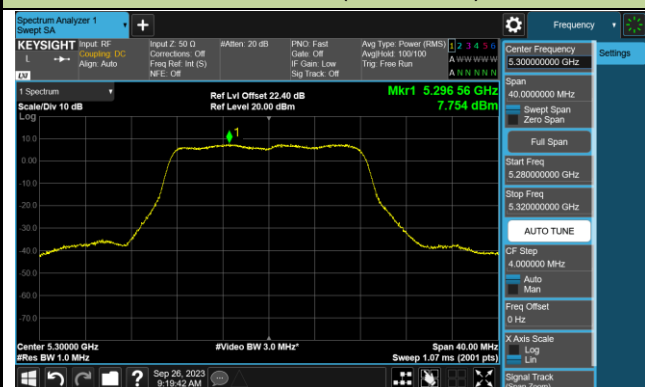 Spectrum Analyzer 1
Swept SA
Frequency
KEYSIGHT
L
LXI
Input: RF
Coupling: DC
Align: Auto
Input Z: 50 Ω
Corrections: Off
Freq Ref: Int (S)
NFE: Off
#Atten: 20 dB
PNO: Fast
Gate: Off
IF Gain: Low
Sig Track: Off
Avg Type: Power (RMS)
Avg|Hold: 100/100
Trig: Free Run
1 2 3 4 5 6
A W W W W W
A N N N N N
1 Spectrum
Scale/Div 10 dB
Log
Ref Lvl Offset 22.40 dB
Ref Level 20.00 dBm
Mkr1 5.296 56 GHz
7.754 dBm
1
10.0
0.00
-10.0
-20.0
-30.0
-40.0
-50.0
-60.0
-70.0
Center 5.30000 GHz
#Res BW 1.0 MHz
#Video BW 3.0 MHz*
Span 40.00 MHz
Sweep 1.07 ms (2001 pts)
Sep 26, 2023
9:19:42 AM
Settings
Center Frequency
5.300000000 GHz
Span
40.0000000 MHz
Swept Span
Zero Span
Full Span
Start Freq
5.280000000 GHz
Stop Freq
5.320000000 GHz
AUTO TUNE
CF Step
4.000000 MHz
Auto
Man
Freq Offset
0 Hz
X Axis Scale
Log
Lin
Signal Track
(Span Zoom)